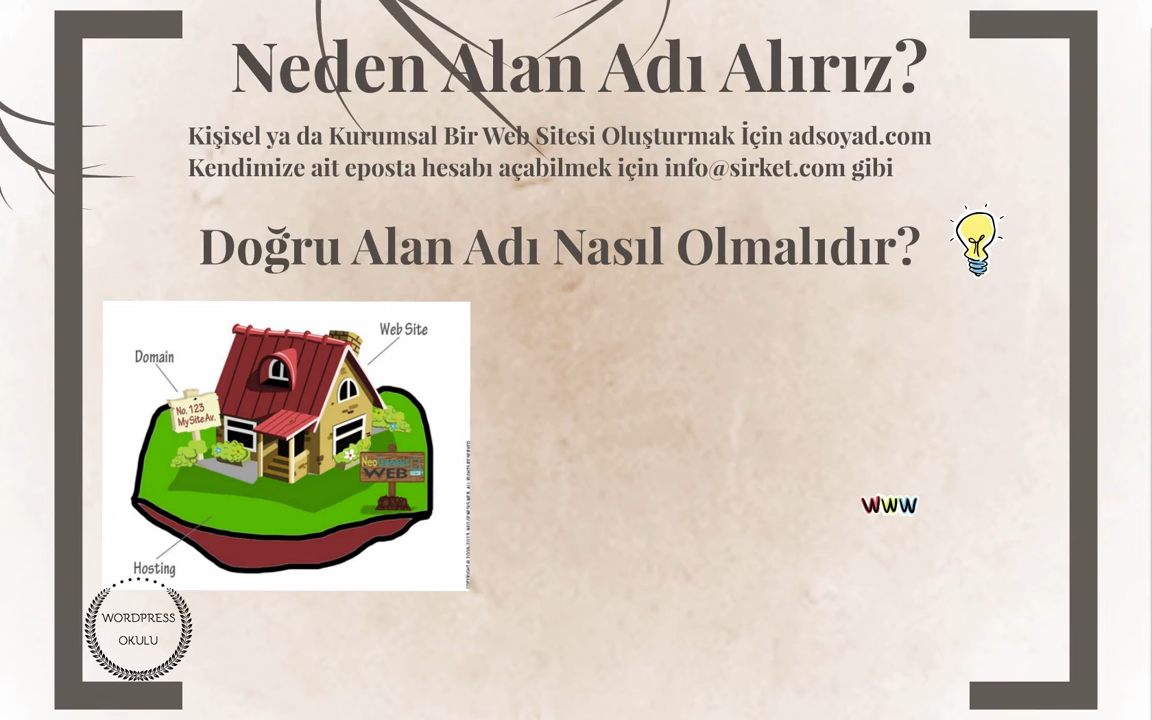 Neden Alan Adı Alırız?
Kişisel ya da Kurumsal Bir Web Sitesi Oluşturmak İçin adsoyad.com
Kendimize ait eposta hesabı açabilmek için info@sirket.com gibi
Doğru Alan Adı Nasıl Olmalıdır?
Web Site
Domain
No. 123
MySite Av.
Neo
WEB
www
Hosting
WORDPRESS
OKULU